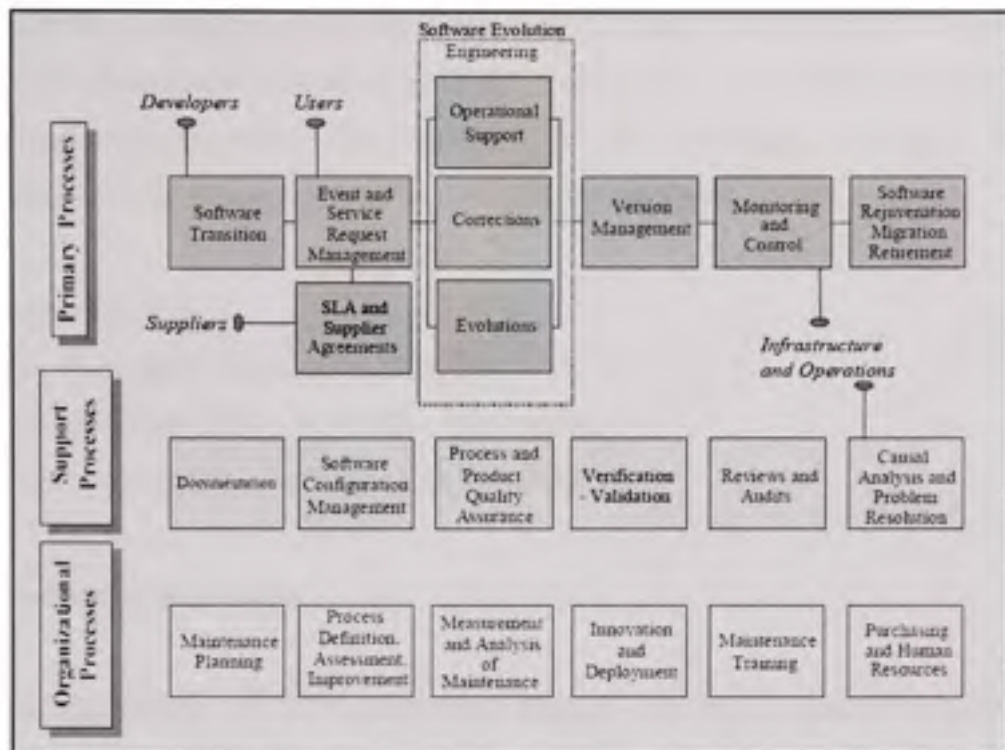 Software Evolution
Engineering
Developers
Users
Operational
Support
Primary Processes
Software
Transition
Event and
Service
Request
Management
Corrections
Version
Management
Monitoring
and
Control
Software
Rejuvenation
Migration
Retirement
Suppliers
SLA and
Supplier
Agreements
Evolutions
Infrastructure
and Operations
Support
Processes
Documentation
Software
Configuration
Management
Process and
Product
Quality
Assurance
Verification
- Validation
Reviews and
Audits
Causal
Analysis and
Problem
Resolution
Organizational
Processes
Maintenance
Planning
Process
Definition.
Assessment.
Improvement
Measurement
and Analysis
of
Maintenance
Innovation
and
Deployment
Maintenance
Training
Purchasing
and Human
Resources